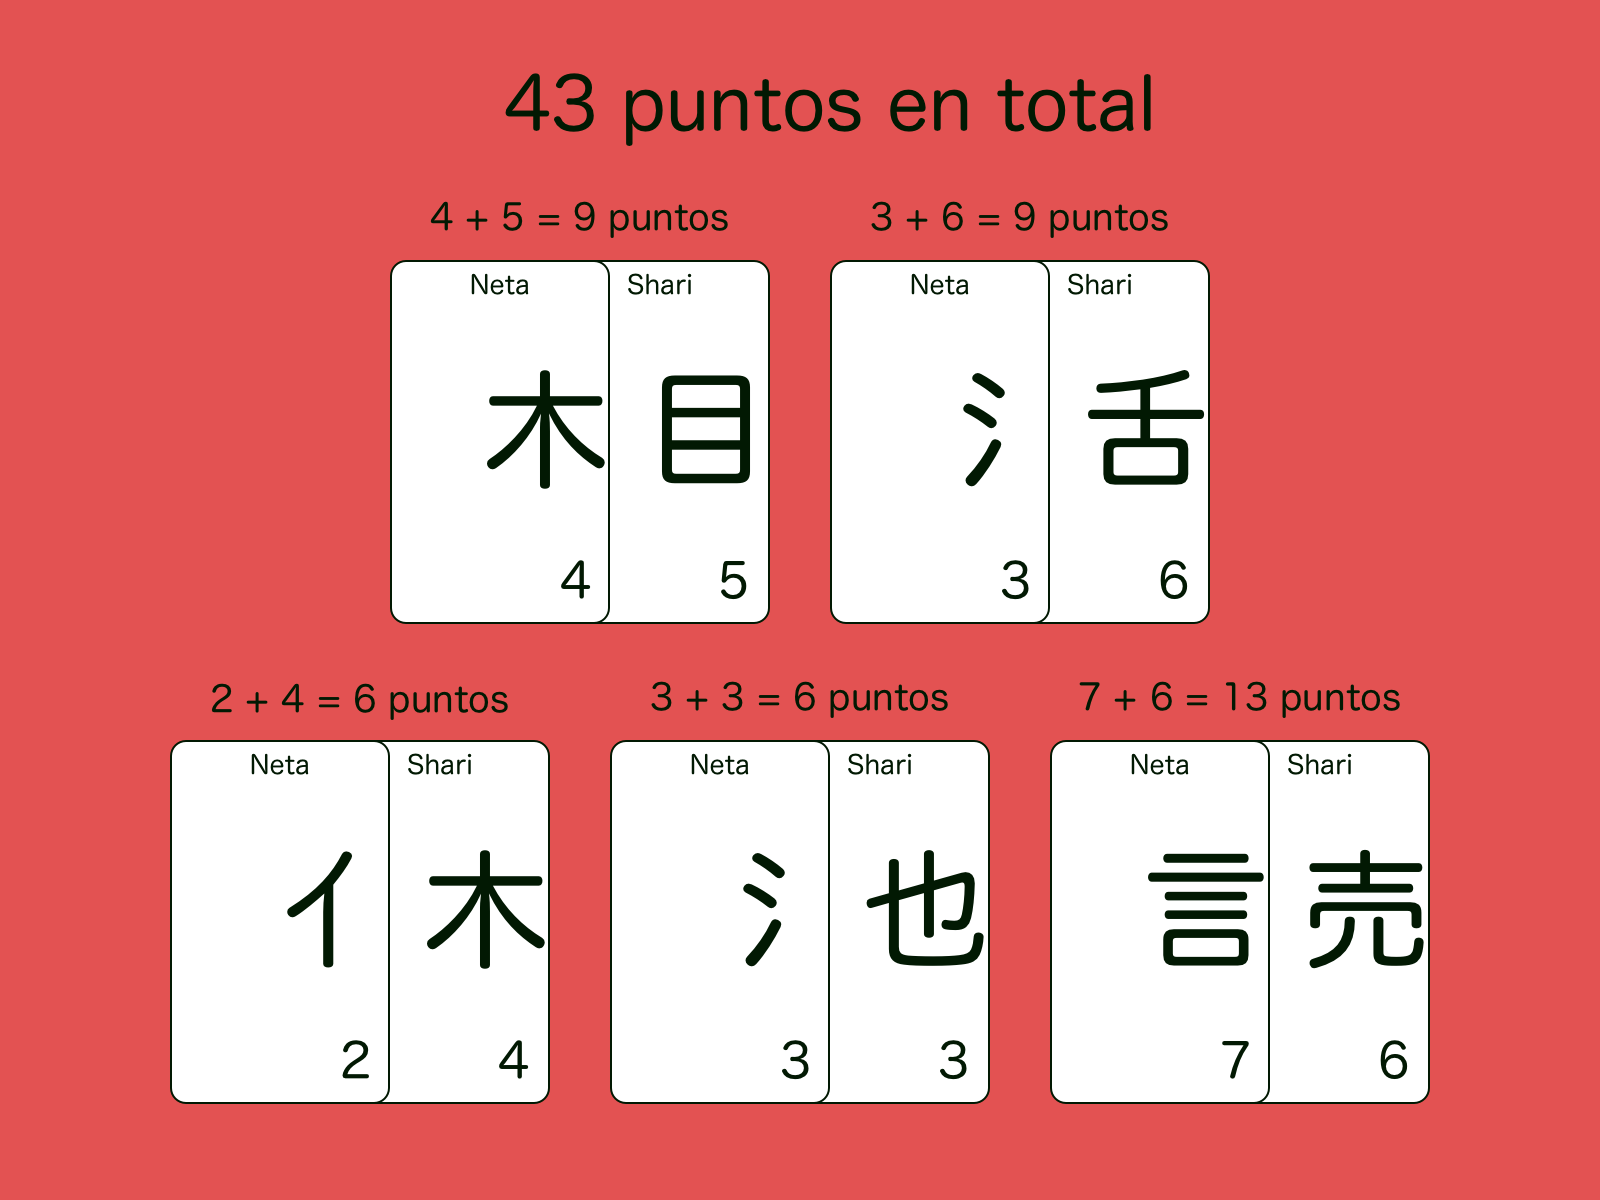 43 puntos en total
4 + 5 = 9 puntos
Neta Shari
木 目
4 5
3 + 6 = 9 puntos
Neta Shari
氵 舌
3 6
2 + 4 = 6 puntos
Neta Shari
亻 木
2 4
3 + 3 = 6 puntos
Neta Shari
氵 也
3 3
7 + 6 = 13 puntos
Neta Shari
言 売
7 6